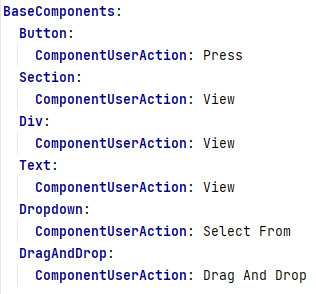 BaseComponents:
Button:
ComponentUserAction: Press
Section:
ComponentUserAction: View
Div:
ComponentUserAction: View
Text:
ComponentUserAction: View
Dropdown:
ComponentUserAction: Select From
DragAndDrop:
ComponentUserAction: Drag And Drop